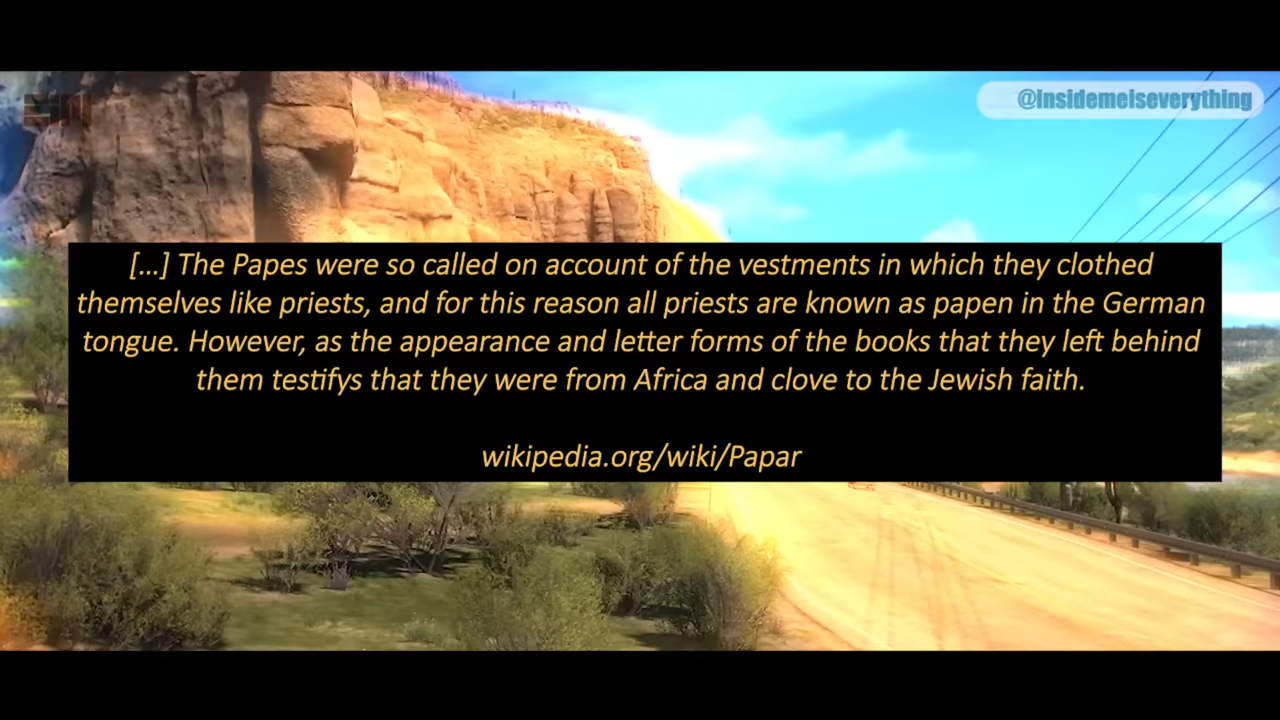 @insidemeiseverything
[...] The Papes were so called on account of the vestments in which they clothed
themselves like priests, and for this reason all priests are known as papen in the German
tongue. However, as the appearance and letter forms of the books that they left behind
them testifys that they were from Africa and clove to the Jewish faith.
wikipedia.org/wiki/Papar